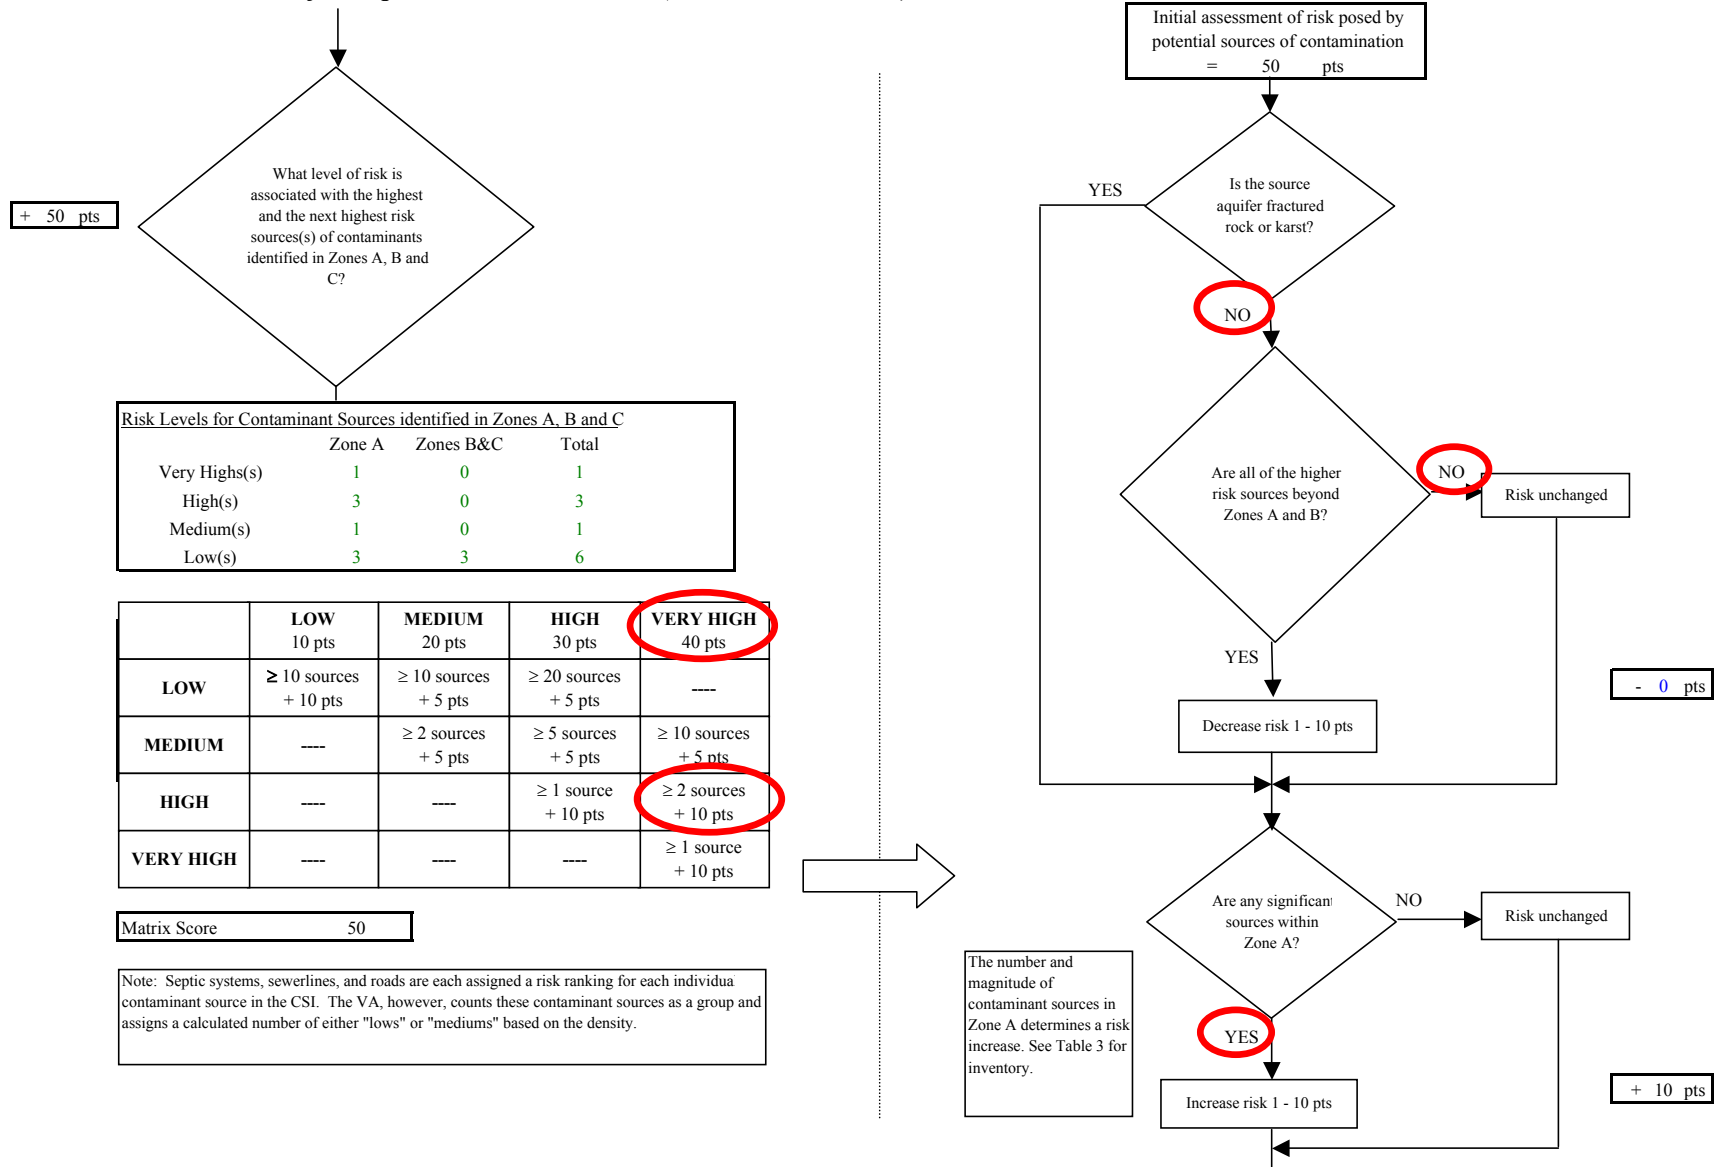 What level of risk is
associated with the highest
and the next highest risk
sources(s) of contaminants
identified in Zones A, B and
C?
+ 50 pts
Risk Levels for Contaminant Sources identified in Zones A, B and C
Zone A Zones B&C Total
Very Highs(s) 1 0 1
High(s) 3 0 3
Medium(s) 1 0 1
Low(s) 3 3 6
LOW MEDIUM HIGH VERY HIGH
10 pts 20 pts 30 pts 40 pts
LOW
≥ 10 sources
+ 10 pts
≥ 10 sources
+ 5 pts
≥ 20 sources
+ 5 pts
----
MEDIUM
----
≥ 2 sources
+ 5 pts
≥ 5 sources
+ 5 pts
≥ 10 sources
+ 5 pts
HIGH
----
----
≥ 1 source
+ 10 pts
≥ 2 sources
+ 10 pts
VERY HIGH
----
----
----
≥ 1 source
+ 10 pts
Matrix Score 50
Note: Septic systems, sewerlines, and roads are each assigned a risk ranking for each individua
contaminant source in the CSI. The VA, however, counts these contaminant sources as a group and
assigns a calculated number of either "lows" or "mediums" based on the density.
Initial assessment of risk posed by
potential sources of contamination
= 50 pts
Is the source
aquifer fractured
rock or karst?
YES
NO
Are all of the higher
risk sources beyond
Zones A and B?
NO
Risk unchanged
YES
Decrease risk 1 - 10 pts
- 0 pts
Are any significant
sources within
Zone A?
NO
Risk unchanged
The number and
magnitude of
contaminant sources in
Zone A determines a risk
increase. See Table 3 for
inventory.
YES
Increase risk 1 - 10 pts
+ 10 pts